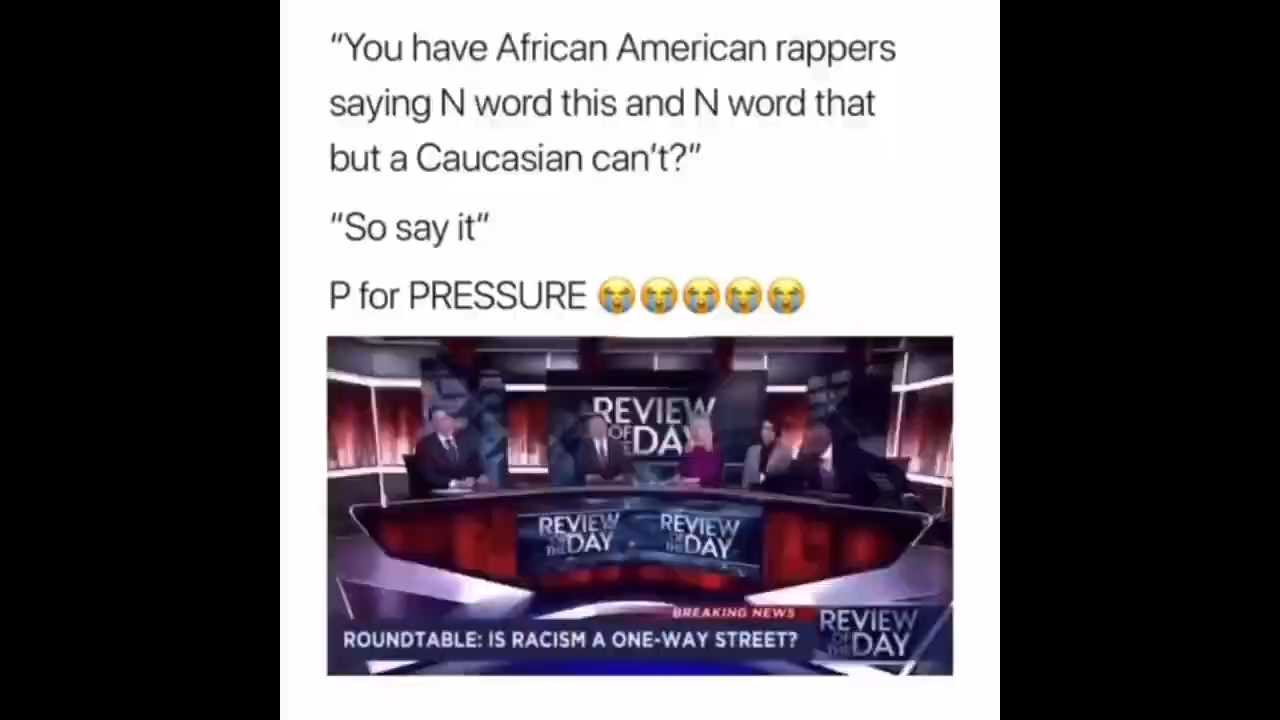 "You have African American rappers
saying N word this and N word that
but a Caucasian can't?"
"So say it"
P for PRESSURE 😭😭😭😭😭
REVIEW
OF THE DAY
REVIEW
OF THE DAY
REVIEW
OF THE DAY
BREAKING NEWS
ROUNDTABLE: IS RACISM A ONE-WAY STREET?
REVIEW
OF THE DAY